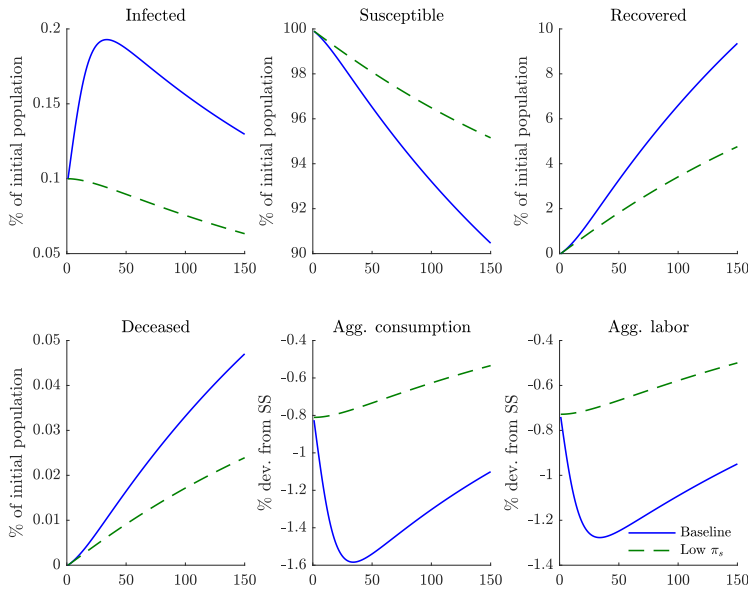 Infected
% of initial population
0.2
0.15
0.1
0.05
0 50 100 150
Susceptible
% of initial population
100
98
96
94
92
90
0 50 100 150
Recovered
% of initial population
10
8
6
4
2
0
0 50 100 150
Deceased
% of initial population
0.05
0.04
0.03
0.02
0.01
0
0 50 100 150
Agg. consumption
% dev. from SS
-0.4
-0.6
-0.8
-1
-1.2
-1.4
-1.6
0 50 100 150
Agg. labor
% dev. from SS
-0.4
-0.6
-0.8
-1
-1.2
-1.4
0 50 100 150
Baseline
Low πₛ